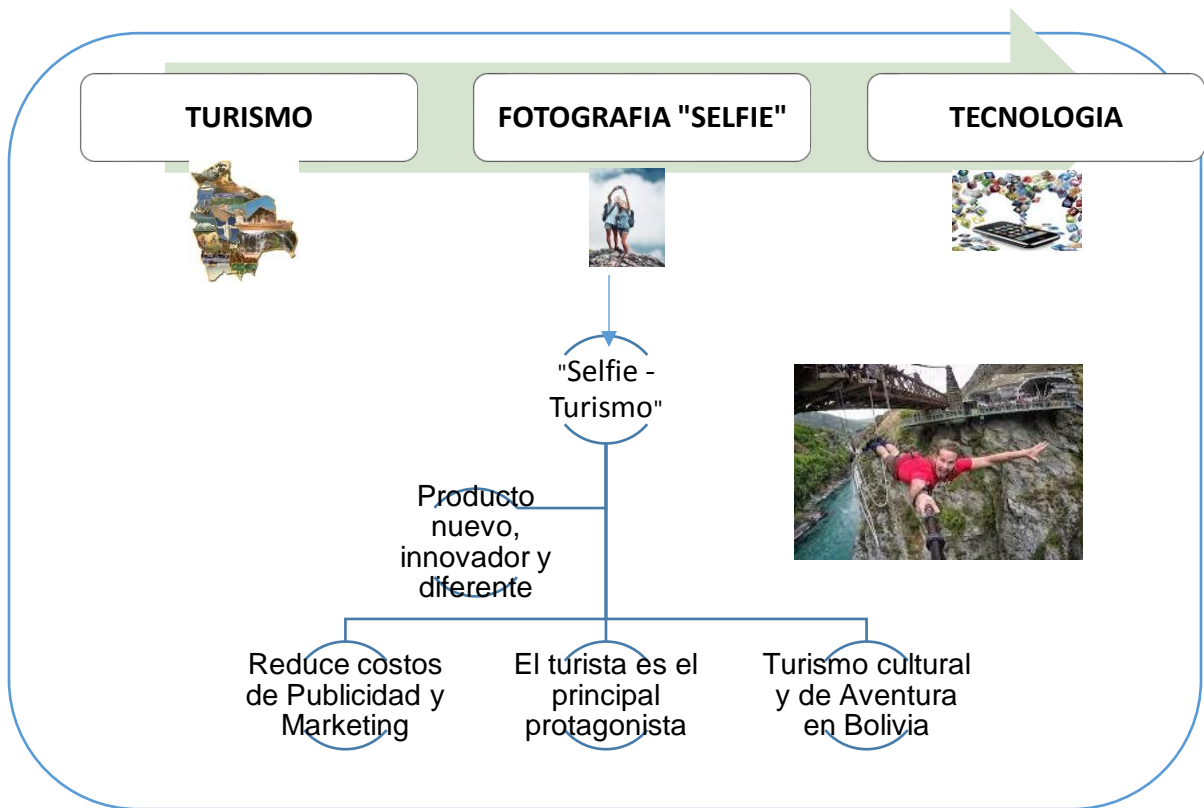 TURISMO
FOTOGRAFIA "SELFIE"
TECNOLOGIA
"Selfie -
Turismo"
Producto
nuevo,
innovador y
diferente
Reduce costos
de Publicidad y
Marketing
El turista es el
principal
protagonista
Turismo cultural
y de Aventura
en Bolivia